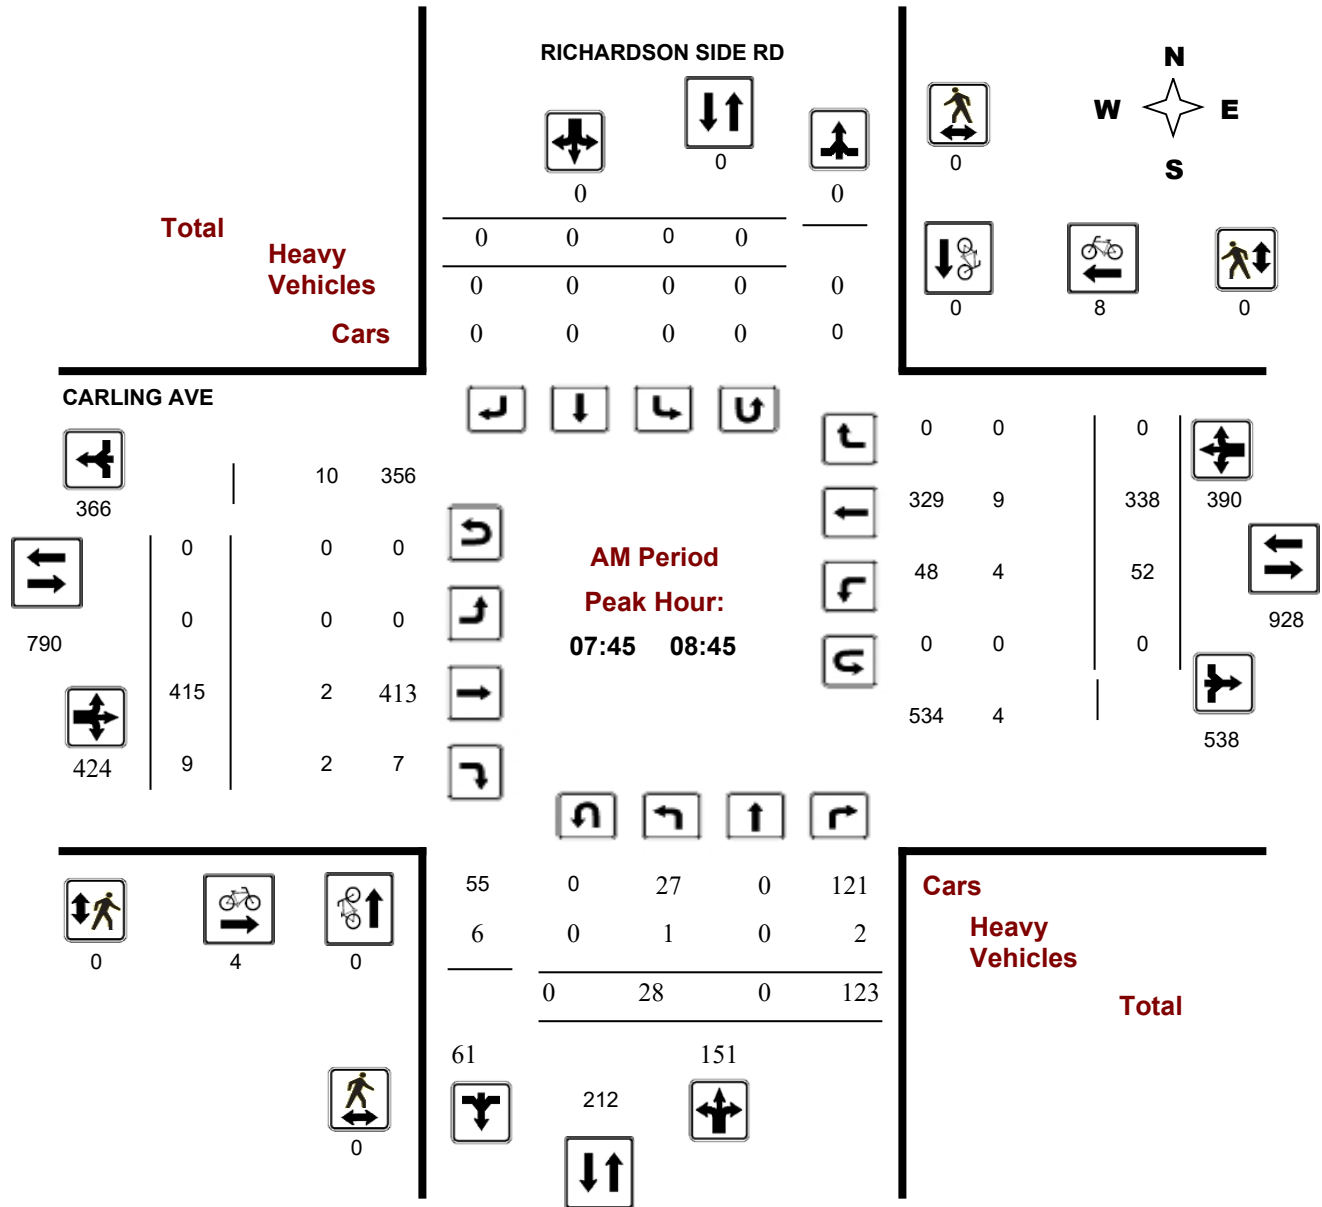 RICHARDSON SIDE RD
N
W E
S
0
0
0 0
0
Total
0 0 0 0
Heavy
Vehicles
0 0 0 0 0
0 8 0
Cars
0 0 0 0 0
CARLING AVE
0 0 0
10 356
366
329 9 338 390
0 0 0
AM Period
48 4 52
Peak Hour:
0 0 0
928
790
07:45 08:45
0 0 0
415 2 413
534 4
538
424 9 2 7
55 0 27 0 121
Cars
6 0 1 0 2
Heavy
Vehicles
0 4 0
0 28 0 123
Total
61 151
212
0